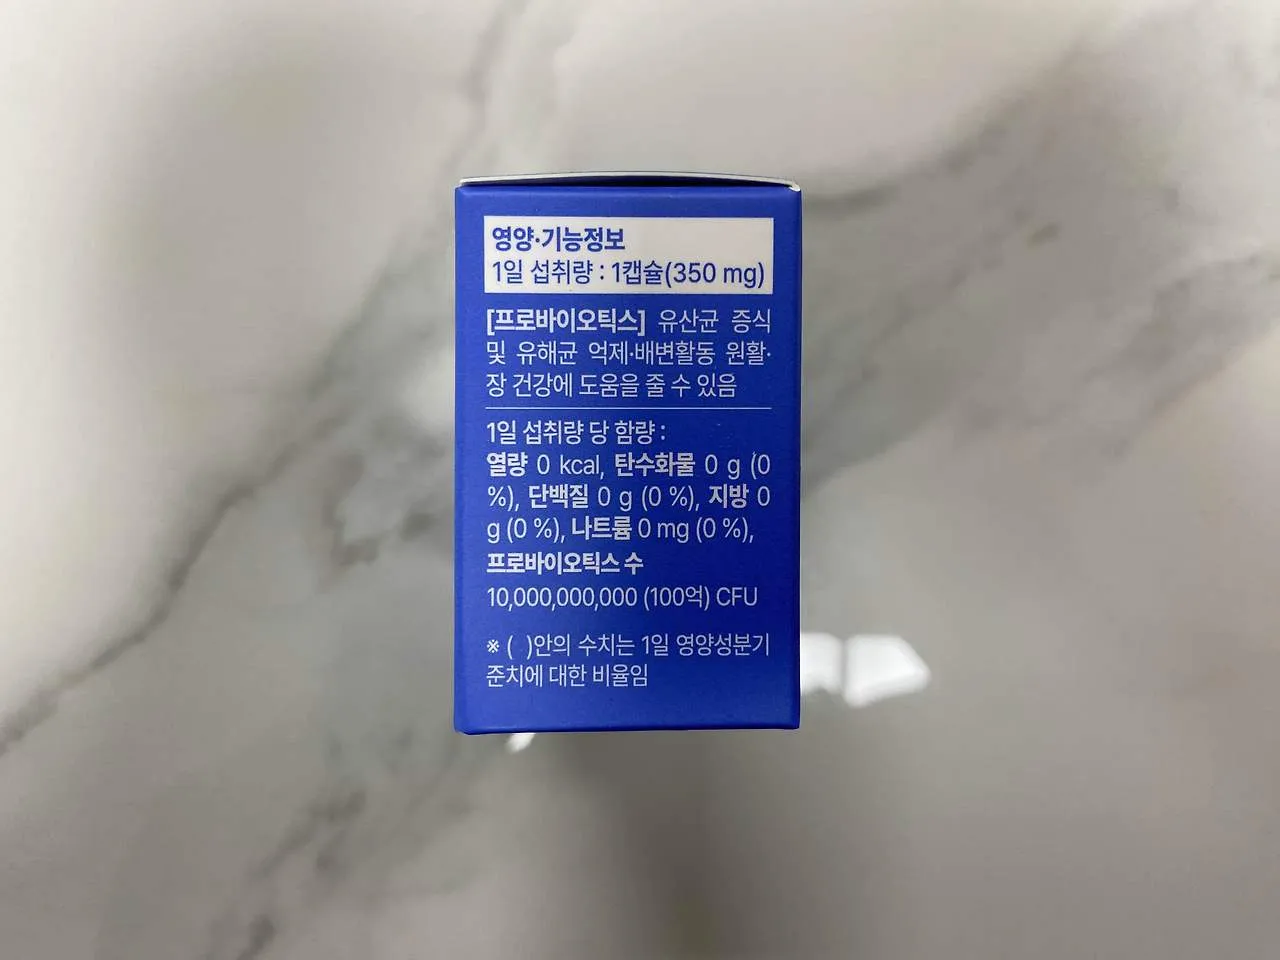 영양·기능정보
1일 섭취량 : 1캡슐(350 mg)
[프로바이오틱스] 유산균 증식
및 유해균 억제·배변활동 원활·
장 건강에 도움을 줄 수 있음
1일 섭취량 당 함량 :
열량 0 kcal, 탄수화물 0 g (0
%), 단백질 0 g (0 %), 지방 0
g (0 %), 나트륨 0 mg (0 %),
프로바이오틱스 수
10,000,000,000 (100억) CFU
※ ( )안의 수치는 1일 영양성분기
준치에 대한 비율임